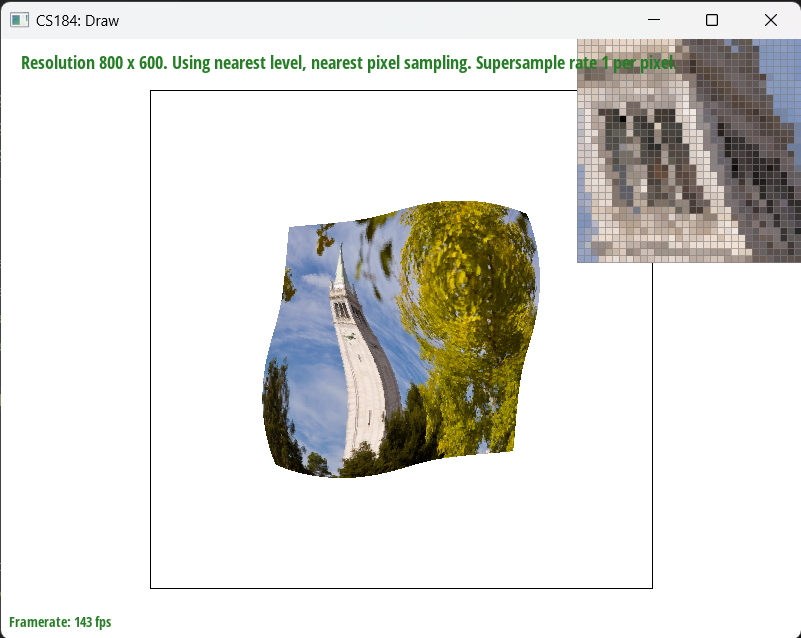 CS184: Draw
Resolution 800 x 600. Using nearest level, nearest pixel sampling. Supersample rate 1 per pixel.
Framerate: 143 fps